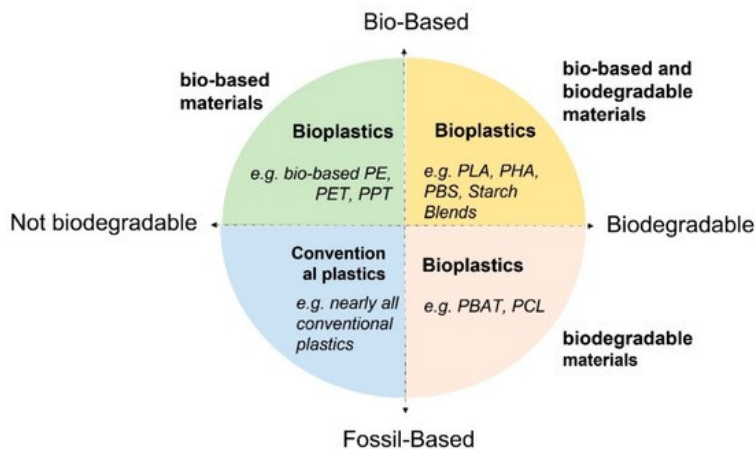 Bio-Based
bio-based
materials
bio-based and
biodegradable
materials
Bioplastics
e.g. bio-based PE,
PET, PPT
Bioplastics
e.g. PLA, PHA,
PBS, Starch
Blends
Not biodegradable
Biodegradable
Convention
al plastics
e.g. nearly all
conventional
plastics
Bioplastics
e.g. PBAT, PCL
biodegradable
materials
Fossil-Based